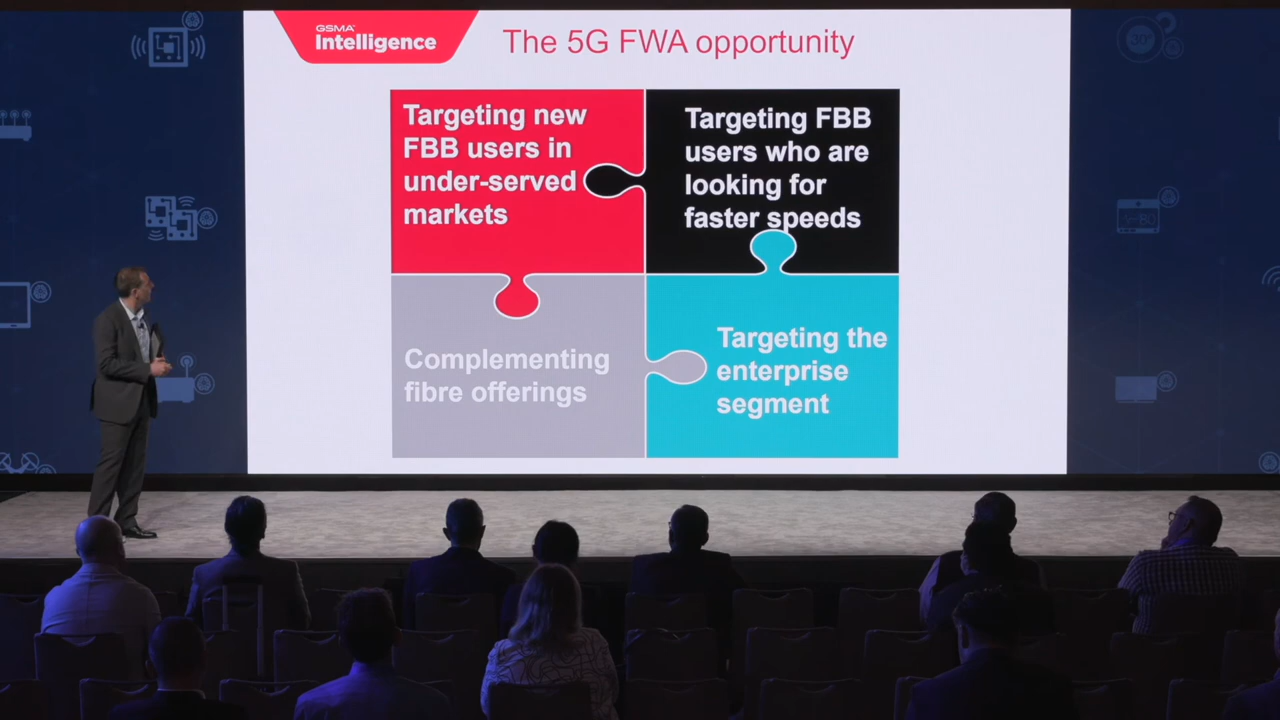 GSMA
Intelligence
The 5G FWA opportunity
Targeting new
FBB users in
under-served
markets
Targeting FBB
users who are
looking for
faster speeds
Complementing
fibre offerings
Targeting the
enterprise
segment